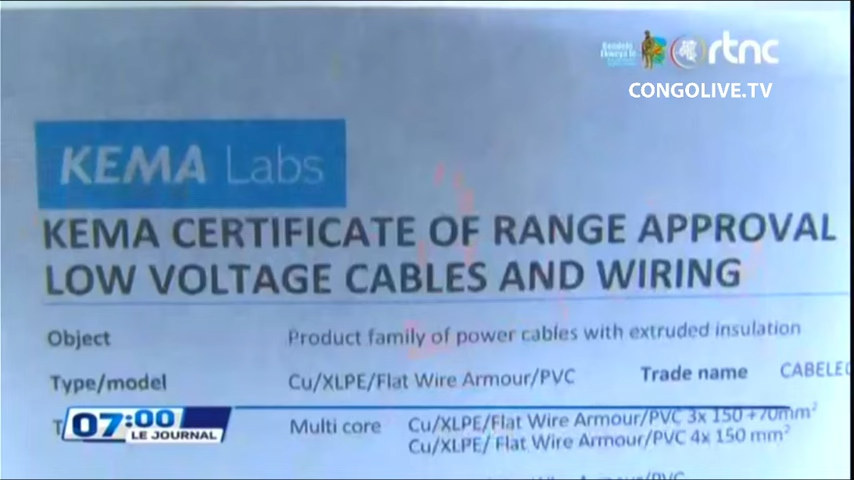 rtnc
CONGOLIVE.TV
KEMA Labs
KEMA CERTIFICATE OF RANGE APPROVAL
LOW VOLTAGE CABLES AND WIRING
Object Product family of power cables with extruded insulation
Type/model Cu/XLPE/Flat Wire Armour/PVC Trade name CABELEC
Multi core Cu/XLPE/Flat Wire Armour/PVC 3x 150 +70mm²
Cu/XLPE/ Flat Wire Armour/PVC 4x 150 mm²
07:00
LE JOURNAL